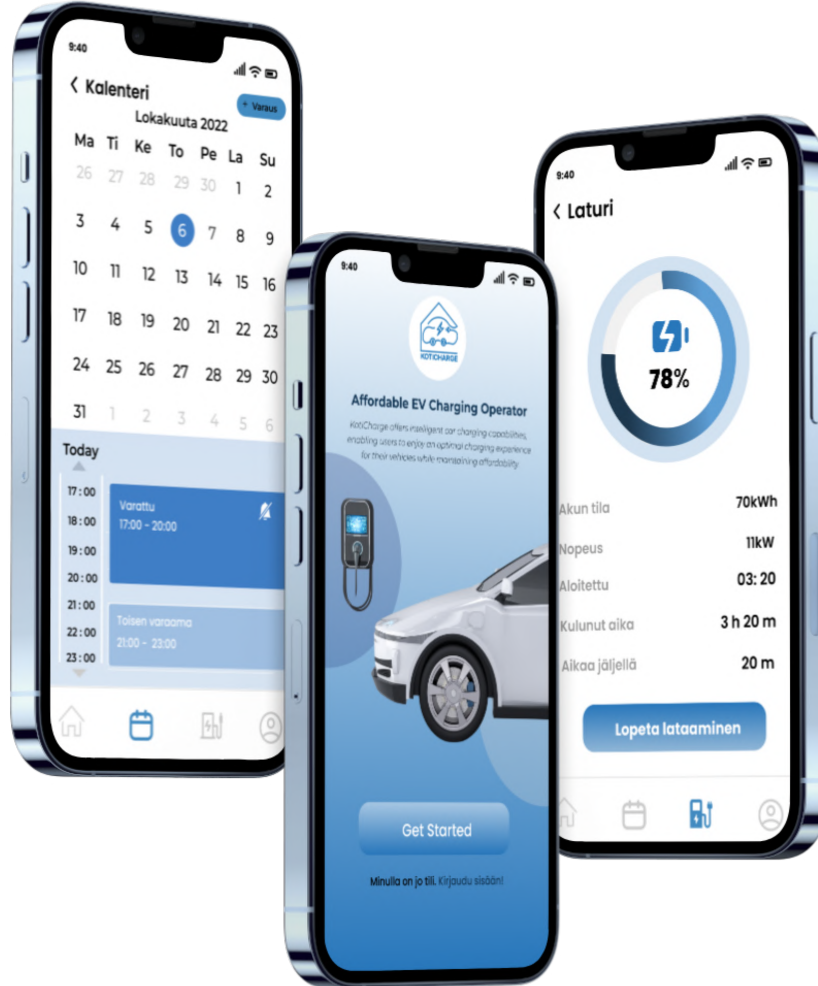 9:40
Kalenteri
+ Varaus
Lokakuuta 2022
Ma Ti Ke To Pe La Su
26 27 28 29 30 1 2
3 4 5 6 7 8 9
10 11 12 13 14 15 16
17 18 19 20 21 22 23
24 25 26 27 28 29 30
31 1 2 3 4 5 6
Today
17:00
18:00
19:00
20:00
21:00
22:00
23:00
Varattu
17:00 - 20:00
Toisen varaama
21:00 - 23:00
9:40
KOTICHARGE
Affordable EV Charging Operator
KotiCharge offers intelligent car charging capabilities,
enabling users to enjoy an optimal charging experience
for their vehicles while maintaining affordability
Get Started
Minulla on jo tili. Kirjaudu sisään!
9:40
Laturi
78%
Akun tila 70kWh
Nopeus 11kW
Aloitettu 03: 20
Kulunut aika 3 h 20 m
Aikaa jäljellä 20 m
Lopeta lataaminen